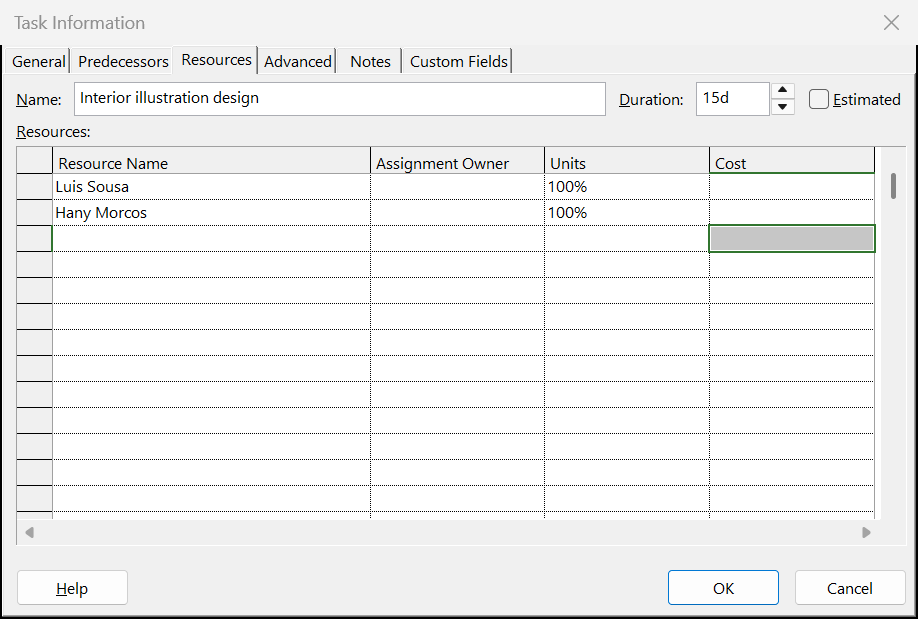 Task Information
General Predecessors Resources Advanced Notes Custom Fields
Name: Interior illustration design Duration: 15d Estimated
Resources:
Resource Name Assignment Owner Units Cost
Luis Sousa 100%
Hany Morcos 100%
Help OK Cancel